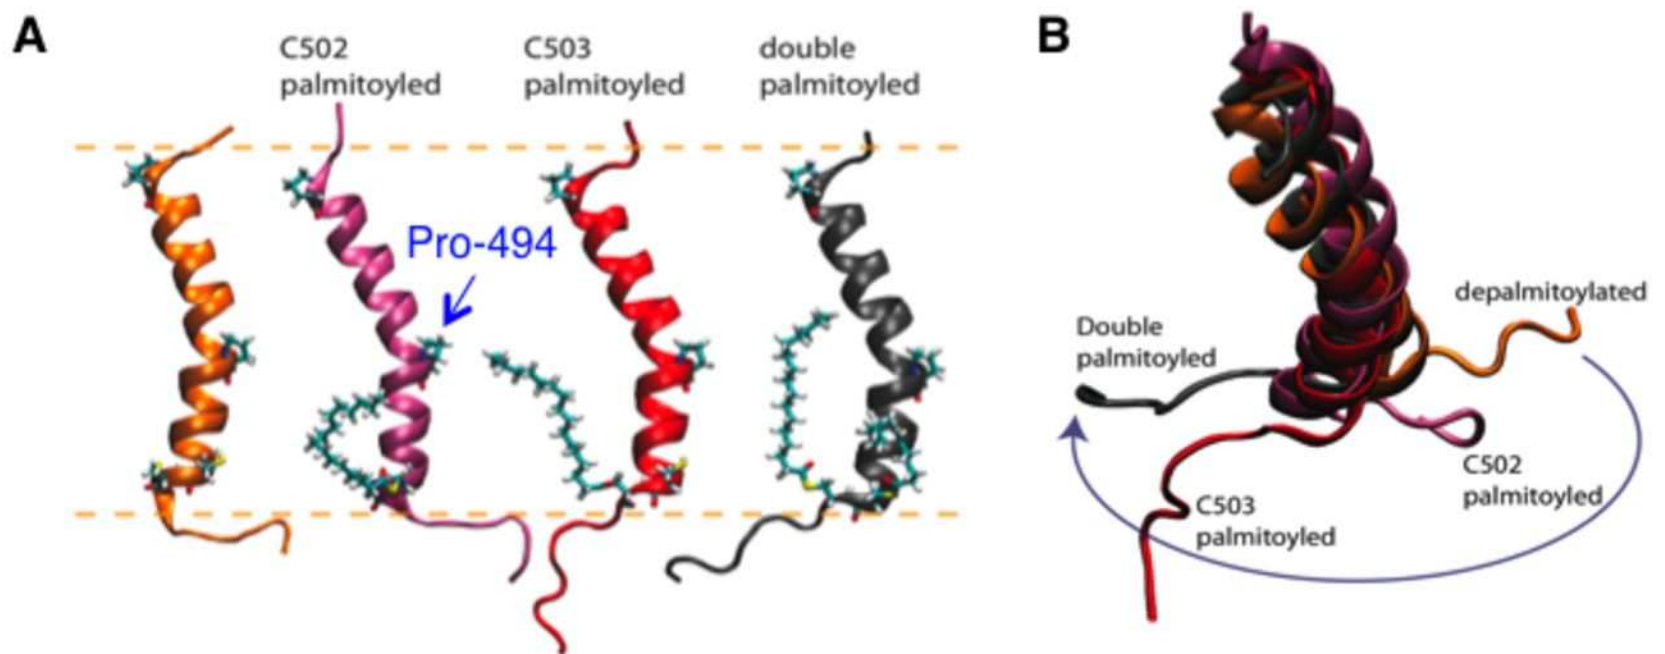 A
C502
palmitoyled
C503
palmitoyled
double
palmitoyled
Pro-494
B
depalmitoylated
Double
palmitoyled
C502
palmitoyled
C503
palmitoyled